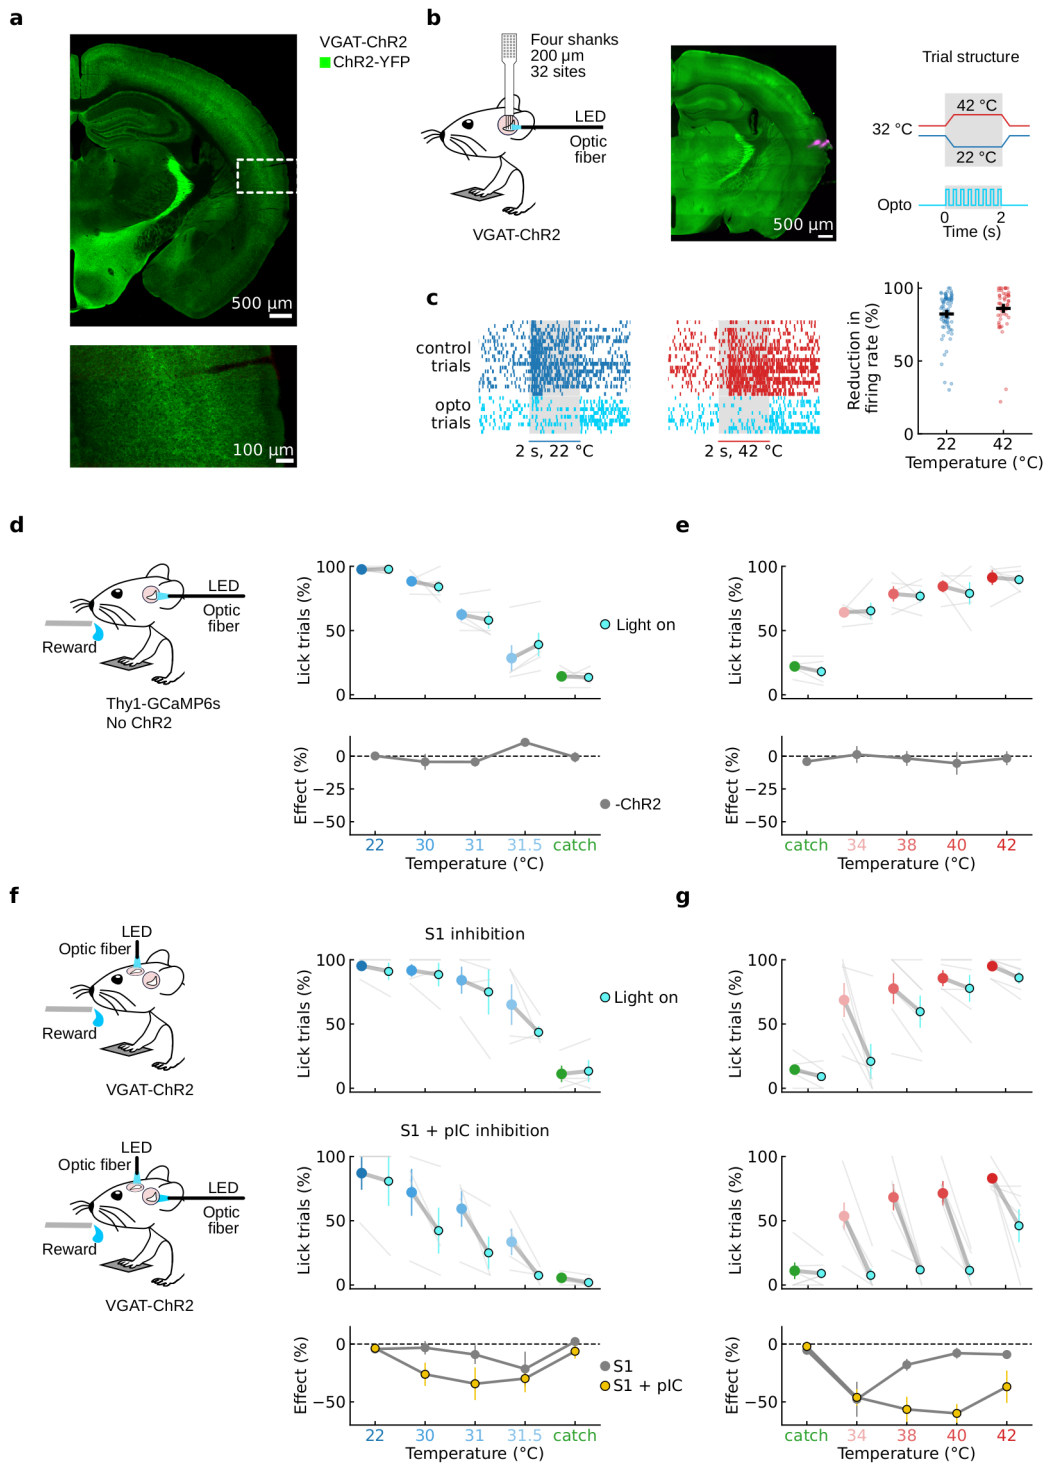 a
VGAT-ChR2
ChR2-YFP
500 µm
100 µm
b
Four shanks
200 µm
32 sites
LED
Optic
fiber
VGAT-ChR2
500 µm
Trial structure
42 °C
32 °C
22 °C
Opto
0 2
Time (s)
c
control
trials
opto
trials
2 s, 22 °C
2 s, 42 °C
Reduction in
firing rate (%)
100
50
0
22 42
Temperature (°C)
d
LED
Optic
fiber
Reward
Thy1-GCaMP6s
No ChR2
Lick trials (%)
100
50
0
Light on
Effect (%)
0
−25
−50
-ChR2
22 30 31 31.5 catch
Temperature (°C)
e
Lick trials (%)
100
50
0
Effect (%)
0
−25
−50
catch 34 38 40 42
Temperature (°C)
f
LED
Optic fiber
Reward
VGAT-ChR2
S1 inhibition
Lick trials (%)
100
50
0
Light on
LED
Optic fiber
LED
Optic
fiber
Reward
VGAT-ChR2
S1 + pIC inhibition
Lick trials (%)
100
50
0
Effect (%)
0
−50
S1
S1 + pIC
22 30 31 31.5 catch
Temperature (°C)
g
Lick trials (%)
100
50
0
Lick trials (%)
100
50
0
Effect (%)
0
−50
catch 34 38 40 42
Temperature (°C)